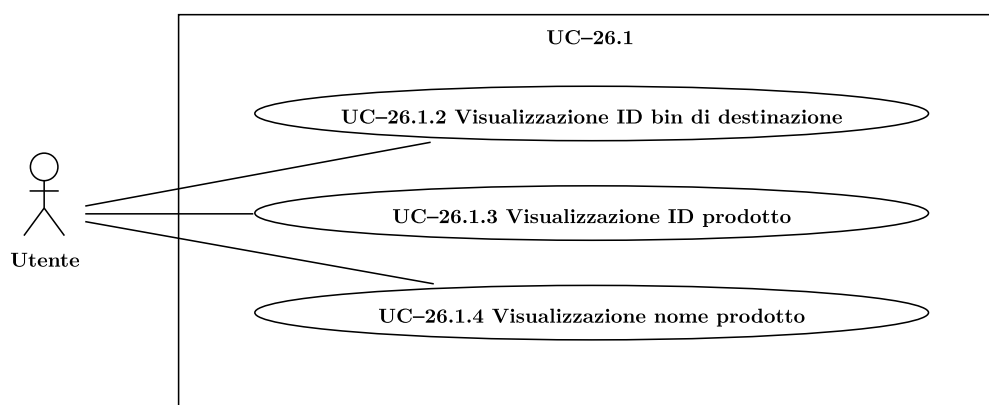 UC–26.1
UC–26.1.2 Visualizzazione ID bin di destinazione
UC–26.1.3 Visualizzazione ID prodotto
Utente
UC–26.1.4 Visualizzazione nome prodotto